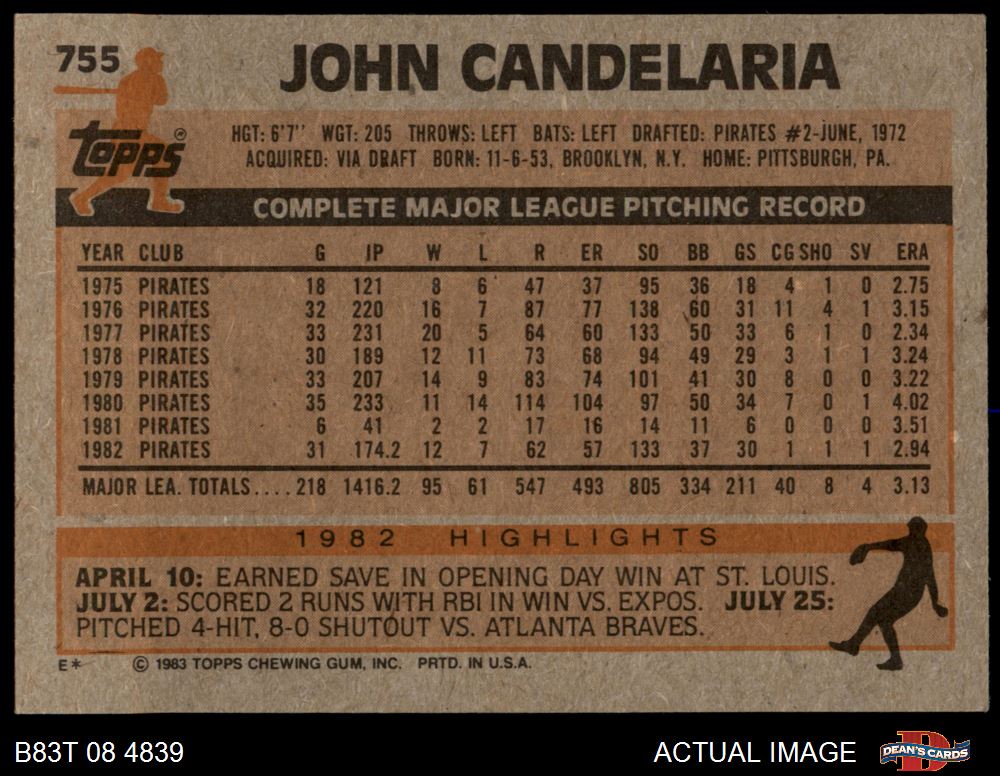 755
JOHN CANDELARIA
Topps ®
HGT: 6'7" WGT: 205 THROWS: LEFT BATS: LEFT DRAFTED: PIRATES #2-JUNE, 1972
ACQUIRED: VIA DRAFT BORN: 11-6-53, BROOKLYN, N.Y. HOME: PITTSBURGH, PA.
COMPLETE MAJOR LEAGUE PITCHING RECORD
YEAR CLUB G IP W L R ER SO BB GS CG SHO SV ERA
1975 PIRATES 18 121 8 6 47 37 95 36 18 4 1 0 2.75
1976 PIRATES 32 220 16 7 87 77 138 60 31 11 4 1 3.15
1977 PIRATES 33 231 20 5 64 60 133 50 33 6 1 0 2.34
1978 PIRATES 30 189 12 11 73 68 94 49 29 3 1 1 3.24
1979 PIRATES 33 207 14 9 83 74 101 41 30 8 0 0 3.22
1980 PIRATES 35 233 11 14 114 104 97 50 34 7 0 1 4.02
1981 PIRATES 6 41 2 2 17 16 14 11 6 0 0 0 3.51
1982 PIRATES 31 174.2 12 7 62 57 133 37 30 1 1 1 2.94
MAJOR LEA. TOTALS....218 1416.2 95 61 547 493 805 334 211 40 8 4 3.13
1982 HIGHLIGHTS
APRIL 10: EARNED SAVE IN OPENING DAY WIN AT ST. LOUIS.
JULY 2: SCORED 2 RUNS WITH RBI IN WIN VS. EXPOS. JULY 25:
PITCHED 4-HIT, 8-0 SHUTOUT VS. ATLANTA BRAVES.
E* © 1983 TOPPS CHEWING GUM, INC. PRTD. IN U.S.A.
B83T 08 4839 ACTUAL IMAGE D DEAN'S CARDS